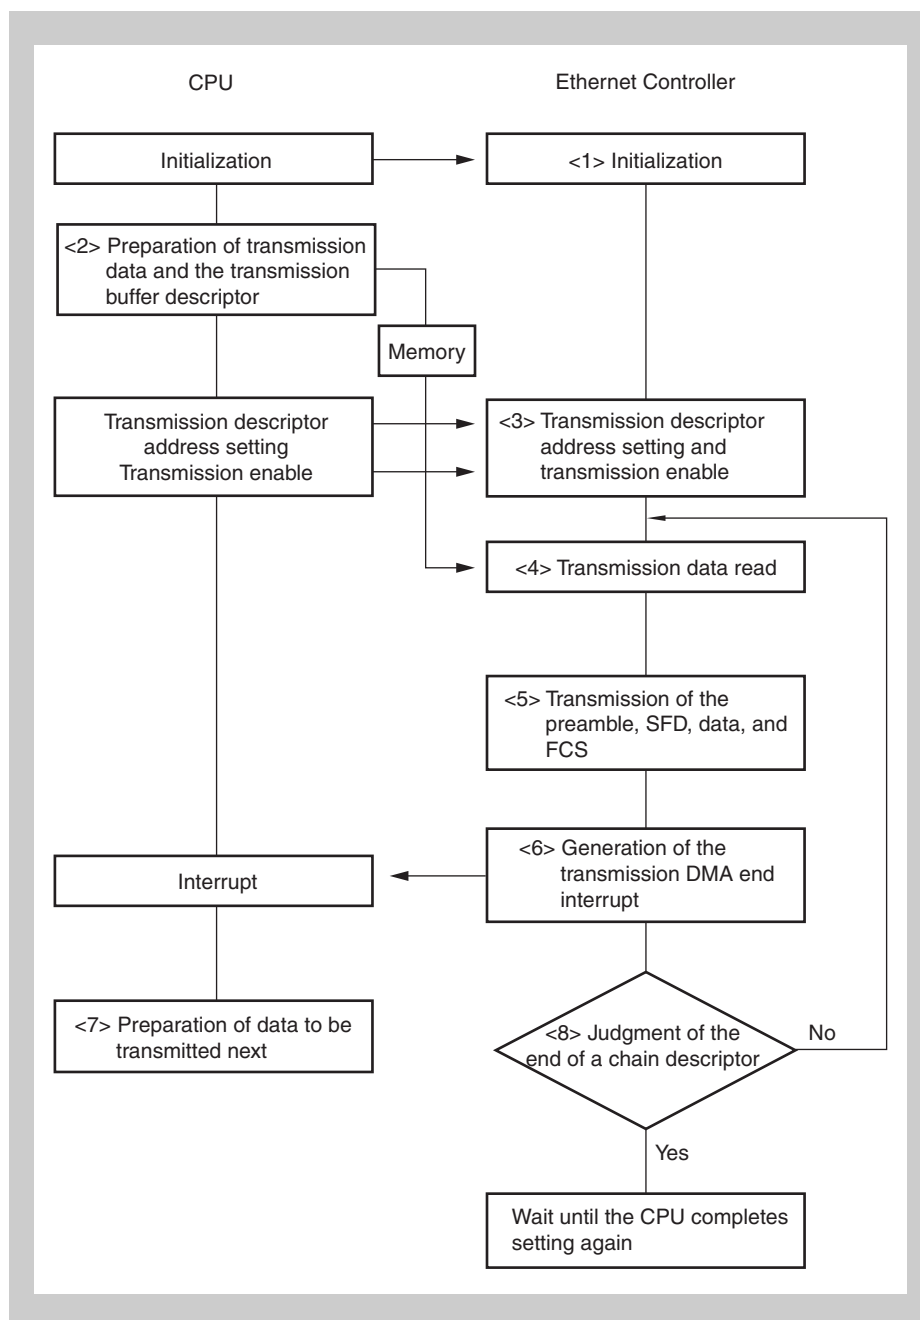 CPU
Ethernet Controller
Initialization
<1> Initialization
<2> Preparation of transmission
data and the transmission
buffer descriptor
Memory
Transmission descriptor
address setting
Transmission enable
<3> Transmission descriptor
address setting and
transmission enable
<4> Transmission data read
<5> Transmission of the
preamble, SFD, data, and
FCS
<6> Generation of the
transmission DMA end
interrupt
Interrupt
<7> Preparation of data to be
transmitted next
<8> Judgment of the
end of a chain descriptor
No
Yes
Wait until the CPU completes
setting again